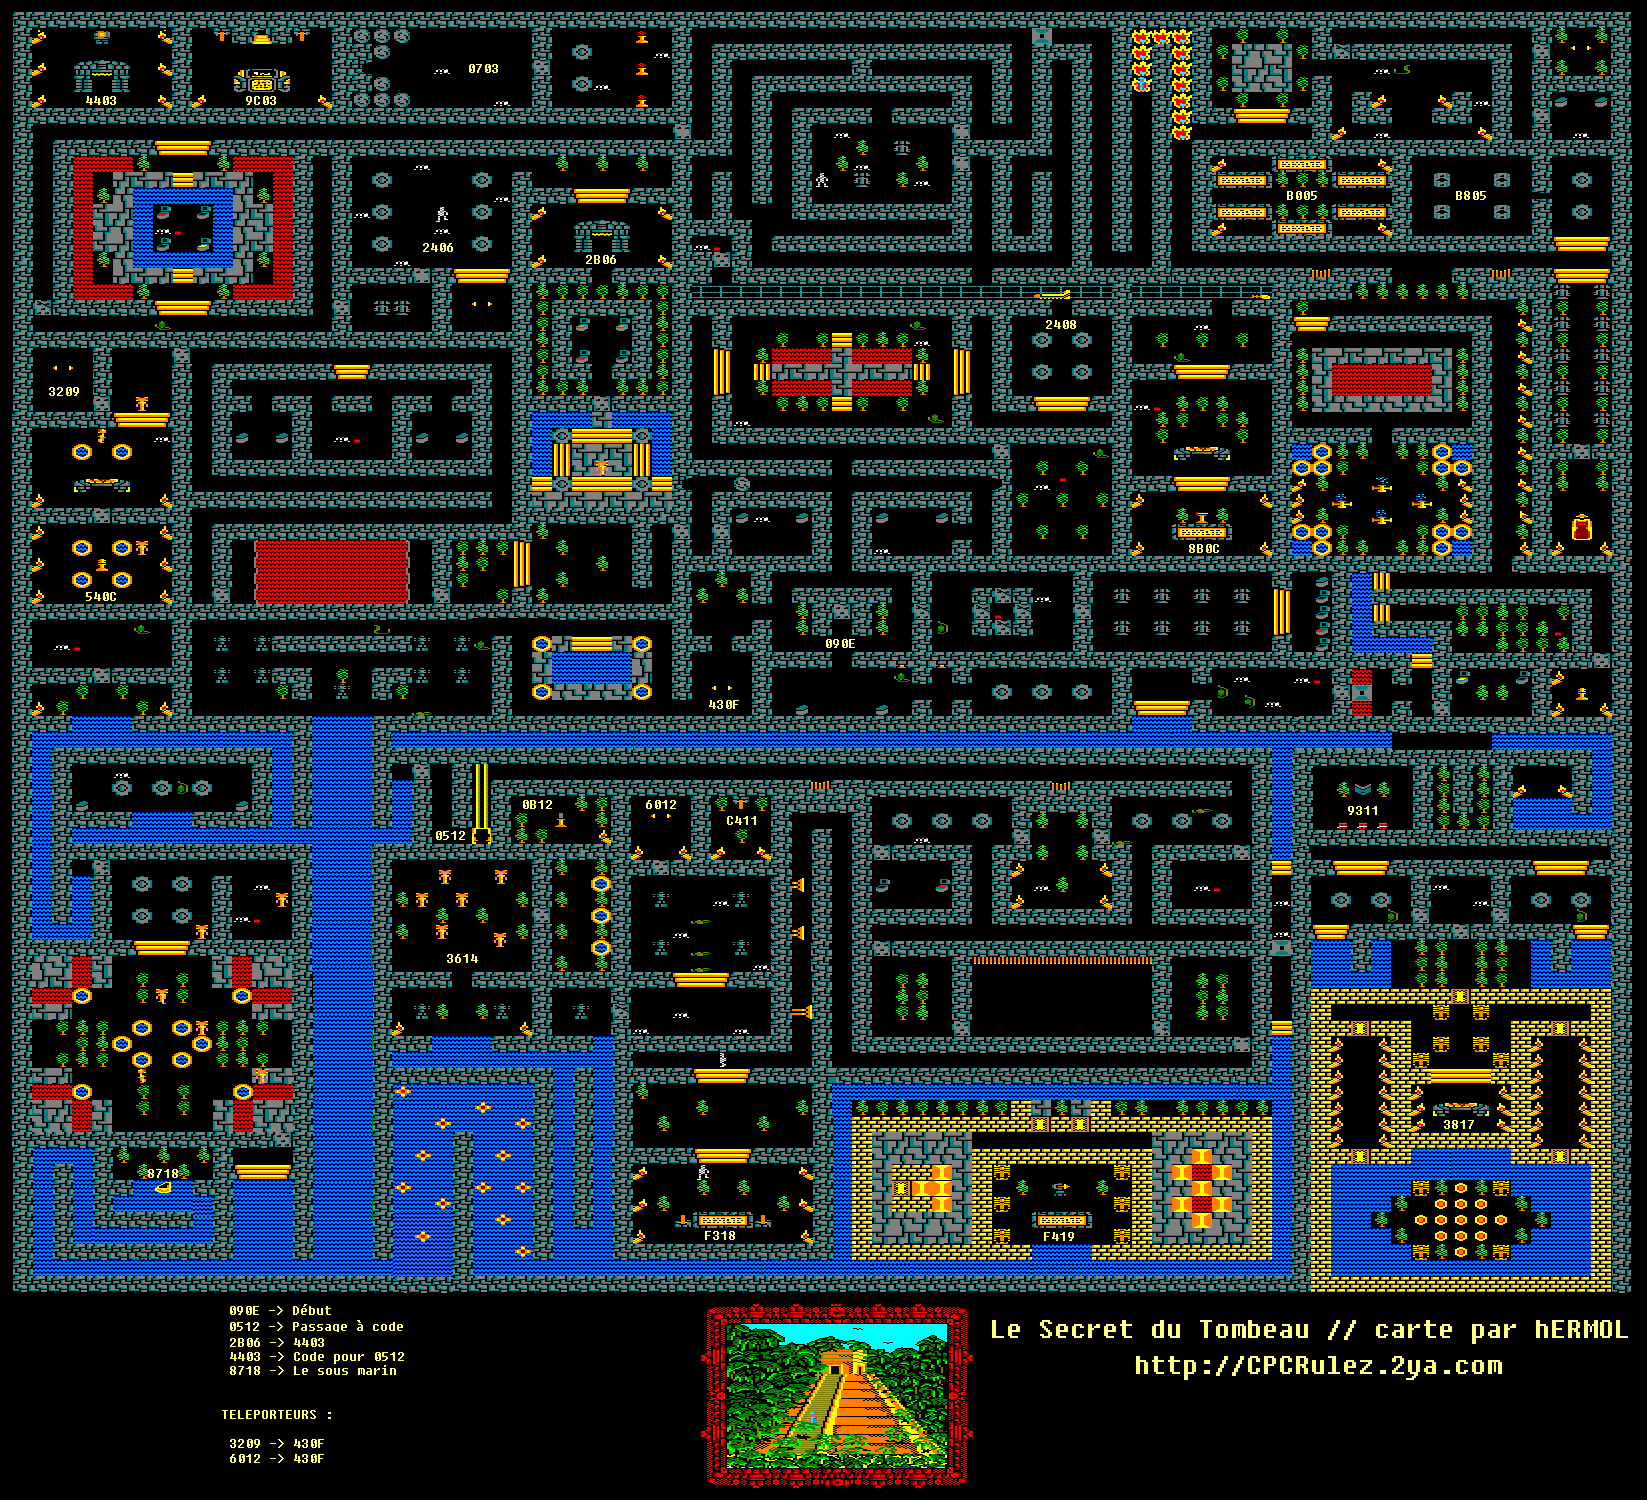 0703
4403
9C03
B005
B805
2406
2B06
2408
3209
8B0C
540C
090E
430F
0B12
6012
C411
9311
0512
3614
3817
8718
F318
F419
090E -> Début
0512 -> Passage à code
2B06 -> 4403
4403 -> Code pour 0512
8718 -> Le sous marin
TELEPORTEURS :
3209 -> 430F
6012 -> 430F
Le Secret du Tombeau // carte par hERMOL
http://CPCRulez.2ya.com